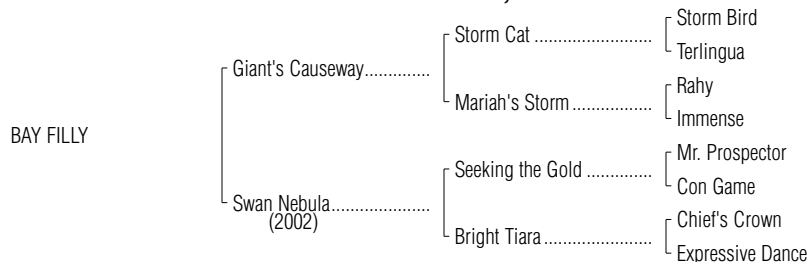 Storm Bird
Storm Cat ..........................
Terlingua
Giant's Causeway..............
Rahy
Mariah's Storm .................
Immense
BAY FILLY
Mr. Prospector
Seeking the Gold ..............
Con Game
Swan Nebula.....................
(2002)
Chief's Crown
Bright Tiara .......................
Expressive Dance